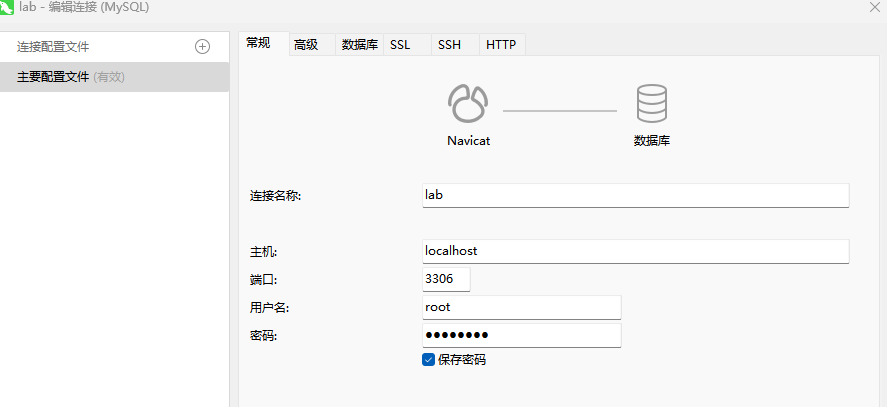 lab - 编辑连接 (MySQL)
连接配置文件
主要配置文件 (有效)
常规 高级 数据库 SSL SSH HTTP
Navicat 数据库
连接名称: lab
主机: localhost
端口: 3306
用户名: root
密码: ●●●●●●●●
保存密码